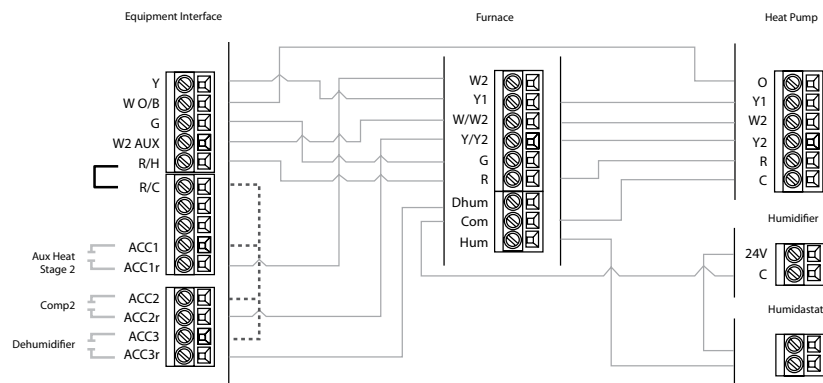 Equipment Interface
Furnace
Heat Pump
Y
W O/B
G
W2 AUX
R/H
R/C
ACC1
ACC1r
ACC2
ACC2r
ACC3
ACC3r
Aux Heat
Stage 2
Comp2
Dehumidifier
W2
Y1
W/W2
Y/Y2
G
R
Dhum
Com
Hum
O
Y1
W2
Y2
R
C
Humidifier
24V
C
Humidastat